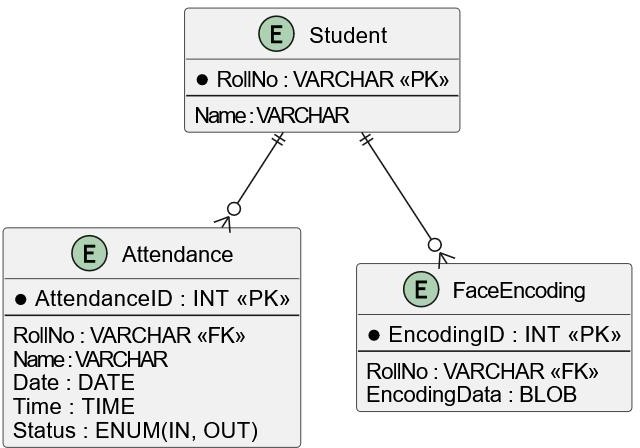 E Student
RollNo : VARCHAR «PK»
Name : VARCHAR
E Attendance
AttendanceID : INT «PK»
RollNo : VARCHAR «FK»
Name : VARCHAR
Date : DATE
Time : TIME
Status : ENUM(IN, OUT)
E FaceEncoding
EncodingID : INT «PK»
RollNo : VARCHAR «FK»
EncodingData : BLOB